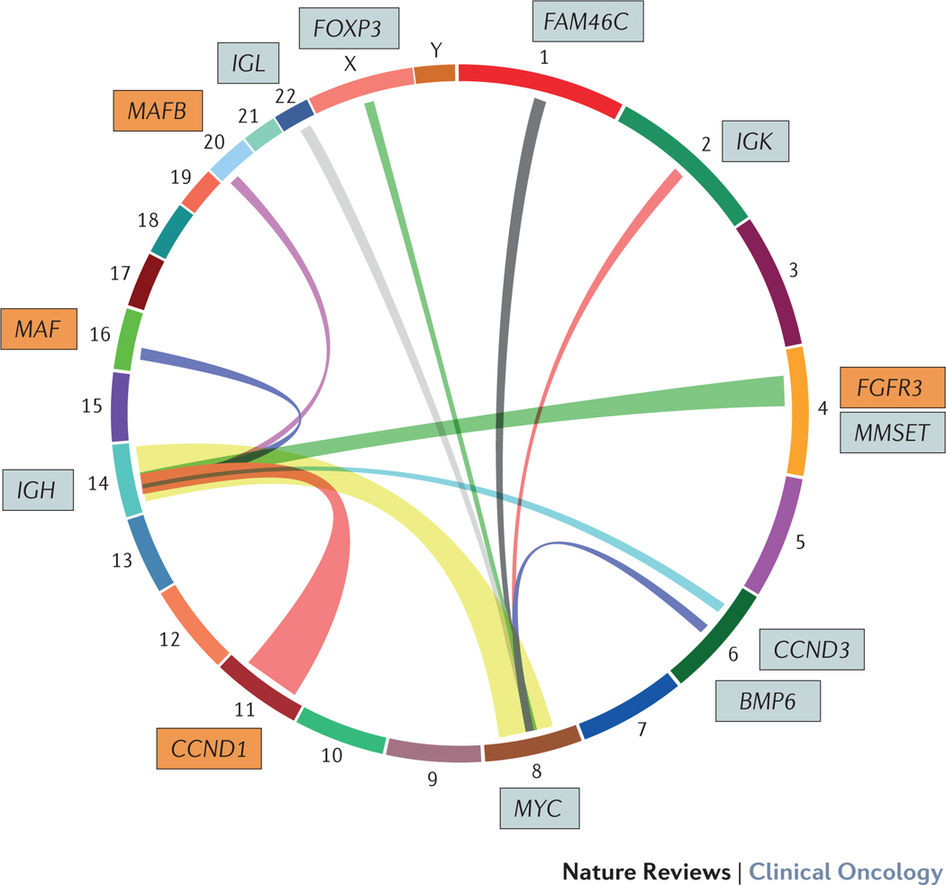 FOXP3
FAM46C
IGL
X
Y
1
22
MAFB
21
20
2
IGK
19
18
17
3
MAF
16
FGFR3
15
4
MMSET
IGH
14
5
13
12
6
CCND3
BMP6
11
7
CCND1
10
9
8
MYC
Nature Reviews | Clinical Oncology